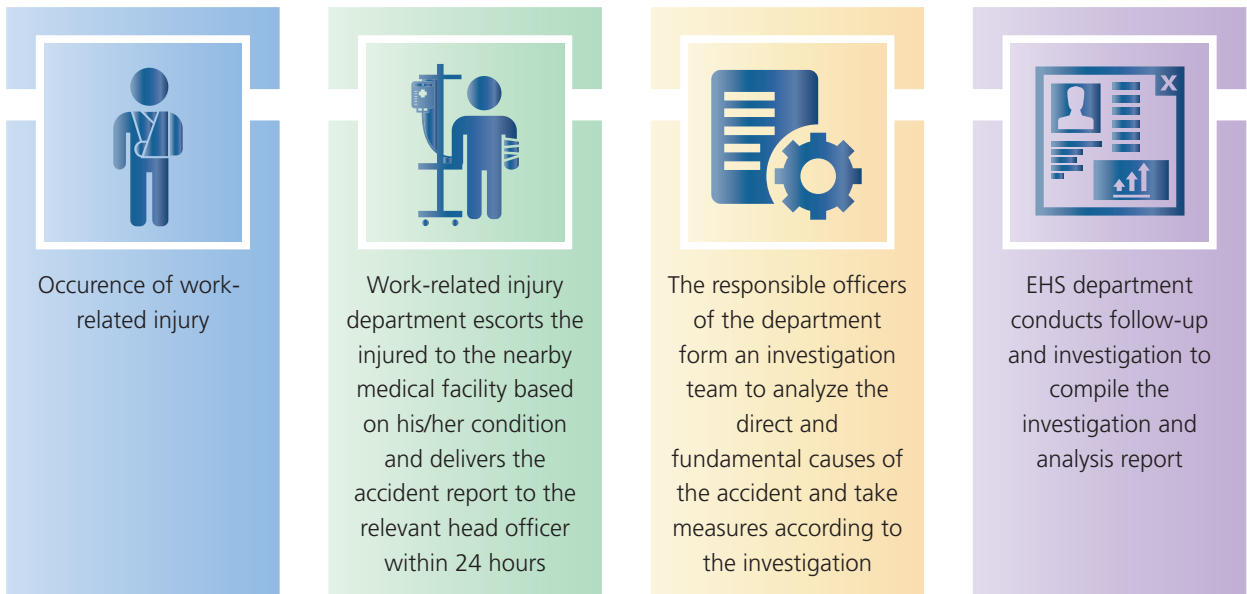 Occurence of work-
related injury
Work-related injury
department escorts the
injured to the nearby
medical facility based
on his/her condition
and delivers the
accident report to the
relevant head officer
within 24 hours
The responsible officers
of the department
form an investigation
team to analyze the
direct and
fundamental causes of
the accident and take
measures according to
the investigation
X
EHS department
conducts follow-up
and investigation to
compile the
investigation and
analysis report